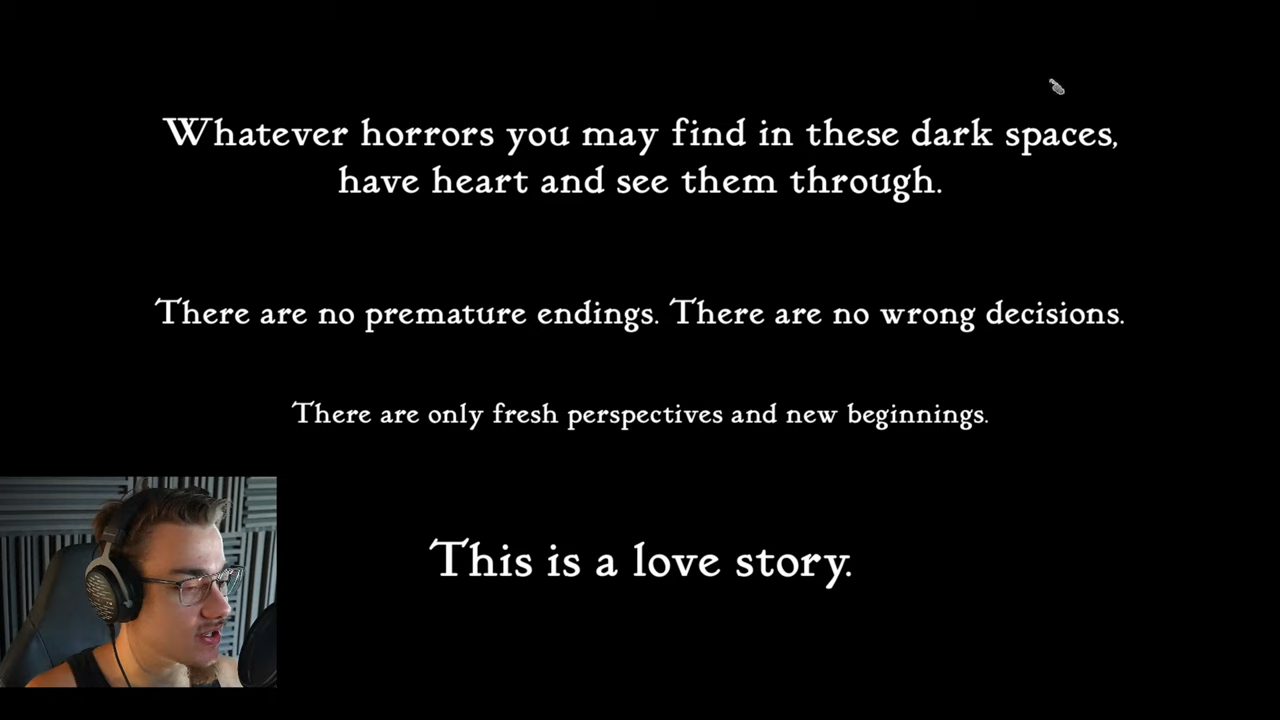 Whatever horrors you may find in these dark spaces,
have heart and see them through.
There are no premature endings. There are no wrong decisions.
There are only fresh perspectives and new beginnings.
This is a love story.